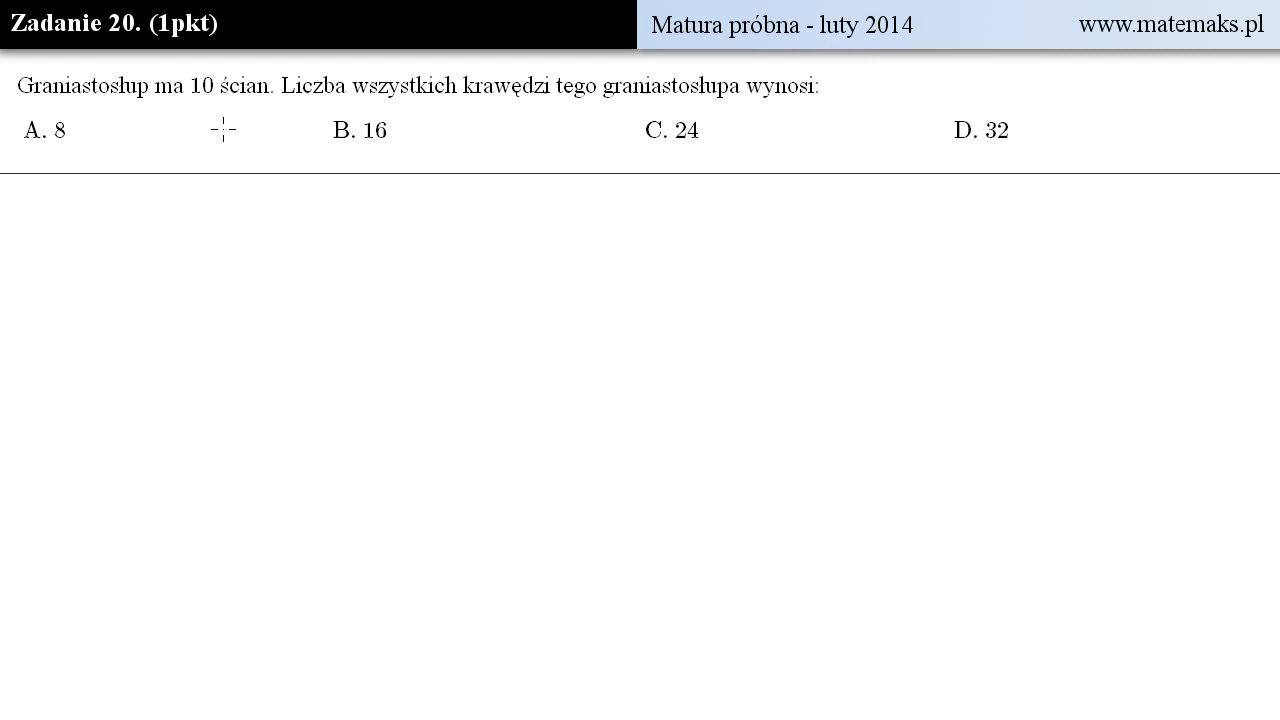 Zadanie 20. (1pkt)
Matura próbna - luty 2014
www.matemaks.pl
Graniastosłup ma 10 ścian. Liczba wszystkich krawędzi tego graniastosłupa wynosi:
A. 8 B. 16 C. 24 D. 32